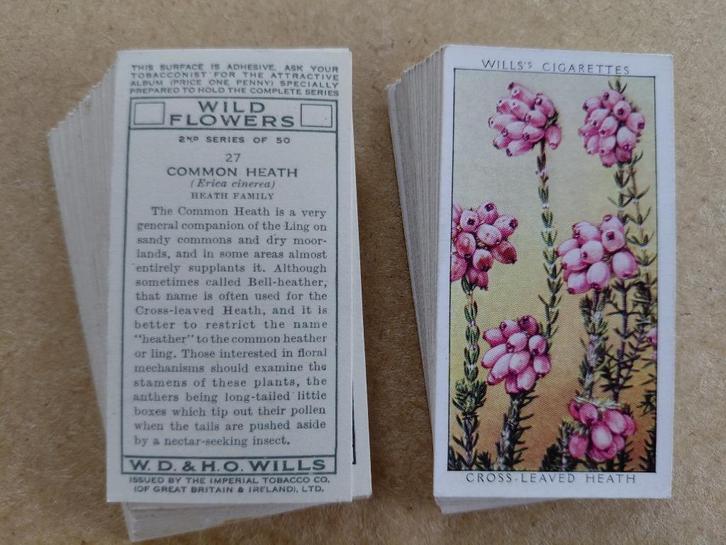 THIS SURFACE IS ADHESIVE. ASK YOUR
TOBACCONIST FOR THE ATTRACTIVE
ALBUM (PRICE ONE PENNY) SPECIALLY
PREPARED TO HOLD THE COMPLETE SERIES
WILD
FLOWERS
2ND SERIES OF 50
27
COMMON HEATH
(Erica cinerea)
HEATH FAMILY
The Common Heath is a very
general companion of the Ling on
sandy commons and dry moor-
lands, and in some areas almost
entirely supplants it. Although
sometimes called Bell-heather,
that name is often used for the
Cross-leaved Heath, and it is
better to restrict the name
"heather" to the common heather
or ling. Those interested in floral
mechanisms should examine the
stamens of these plants, the
anthers being long-tailed little
boxes which tip out their pollen
when the tails are pushed aside
by a nectar-seeking insect.
W.D. & H.O. WILLS
ISSUED BY THE IMPERIAL TOBACCO CO.
(OF GREAT BRITAIN & IRELAND), LTD.
WILLS'S CIGARETTES
CROSS-LEAVED HEATH